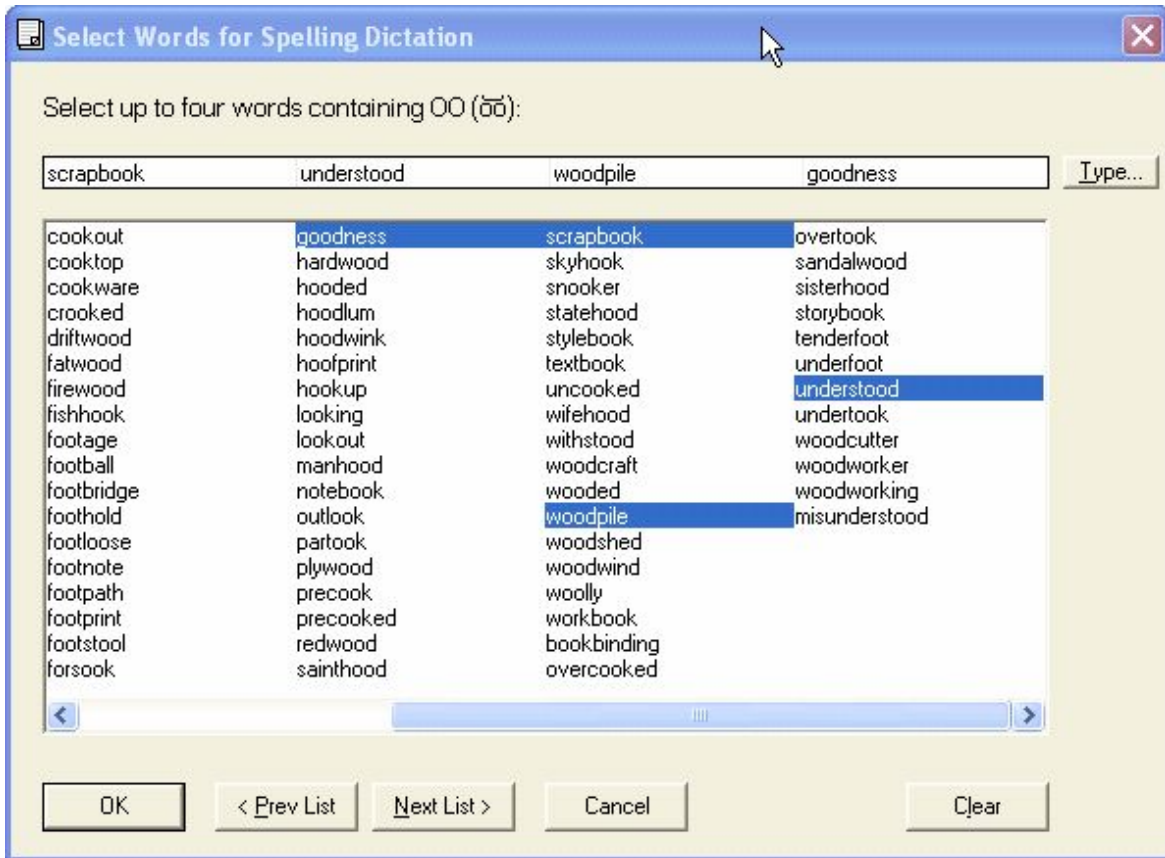 Select Words for Spelling Dictation
Select up to four words containing OO (o͝o):
scrapbook understood woodpile goodness Type...
cookout goodness scrapbook overtook
cooktop hardwood skyhook sandalwood
cookware hooded snooker sisterhood
crooked hoodlum statehood storybook
driftwood hoodwink stylebook tenderfoot
fatwood hoofprint textbook underfoot
firewood hookup uncooked understood
fishhook looking wifehood undertook
footage lookout withstood woodcutter
football manhood woodcraft woodworker
footbridge notebook wooded woodworking
foothold outlook woodpile misunderstood
footloose partook woodshed
footnote plywood woodwind
footpath precook woolly
footprint precooked workbook
footstool redwood bookbinding
forsook sainthood overcooked
OK < Prev List Next List > Cancel Clear